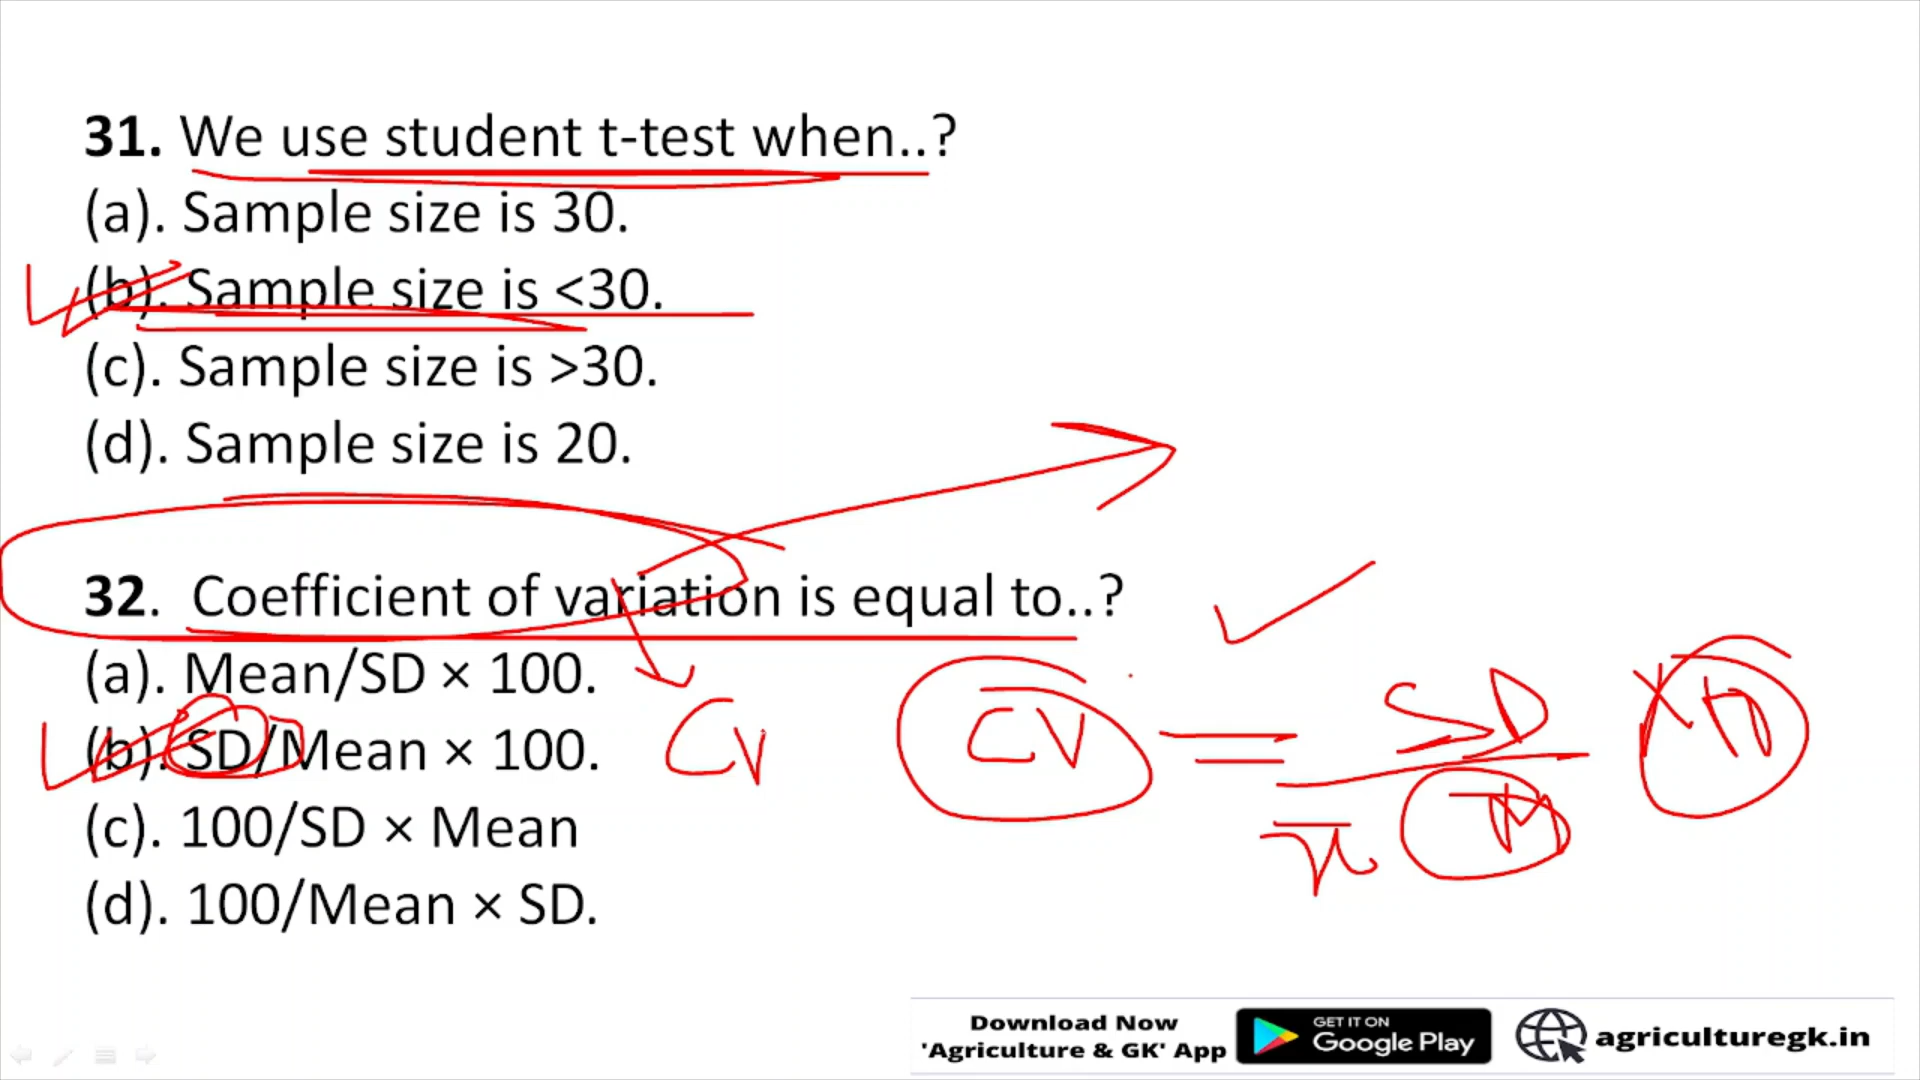 31. We use student t-test when..?
(a). Sample size is 30.
(b). Sample size is <30.
(c). Sample size is >30.
(d). Sample size is 20.
32. Coefficient of variation is equal to..?
(a). Mean/SD × 100.
(b). SD/Mean × 100.
(c). 100/SD × Mean
(d). 100/Mean × SD.
CV
CV = SD
Download Now
'Agriculture & GK' App
GET IT ON
Google Play
agriculturegk.in